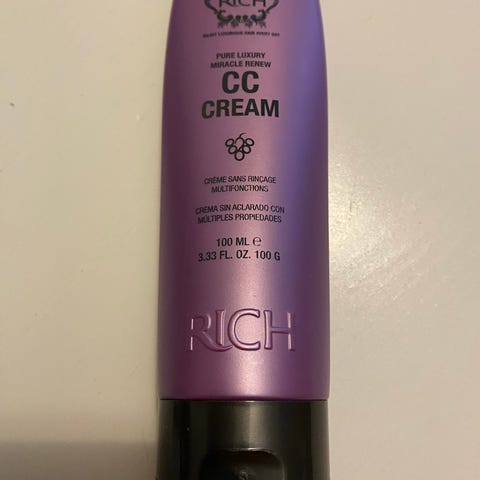 RICH
PURE LUXURY
MIRACLE RENEW
CC
CREAM
CRÈME SANS RINÇAGE
MULTIFONCTIONS
CREMA SIN ACLARADO CON
MÚLTIPLES PROPIEDADES
100 ML e
3.33 FL. OZ. 100 G
RICH